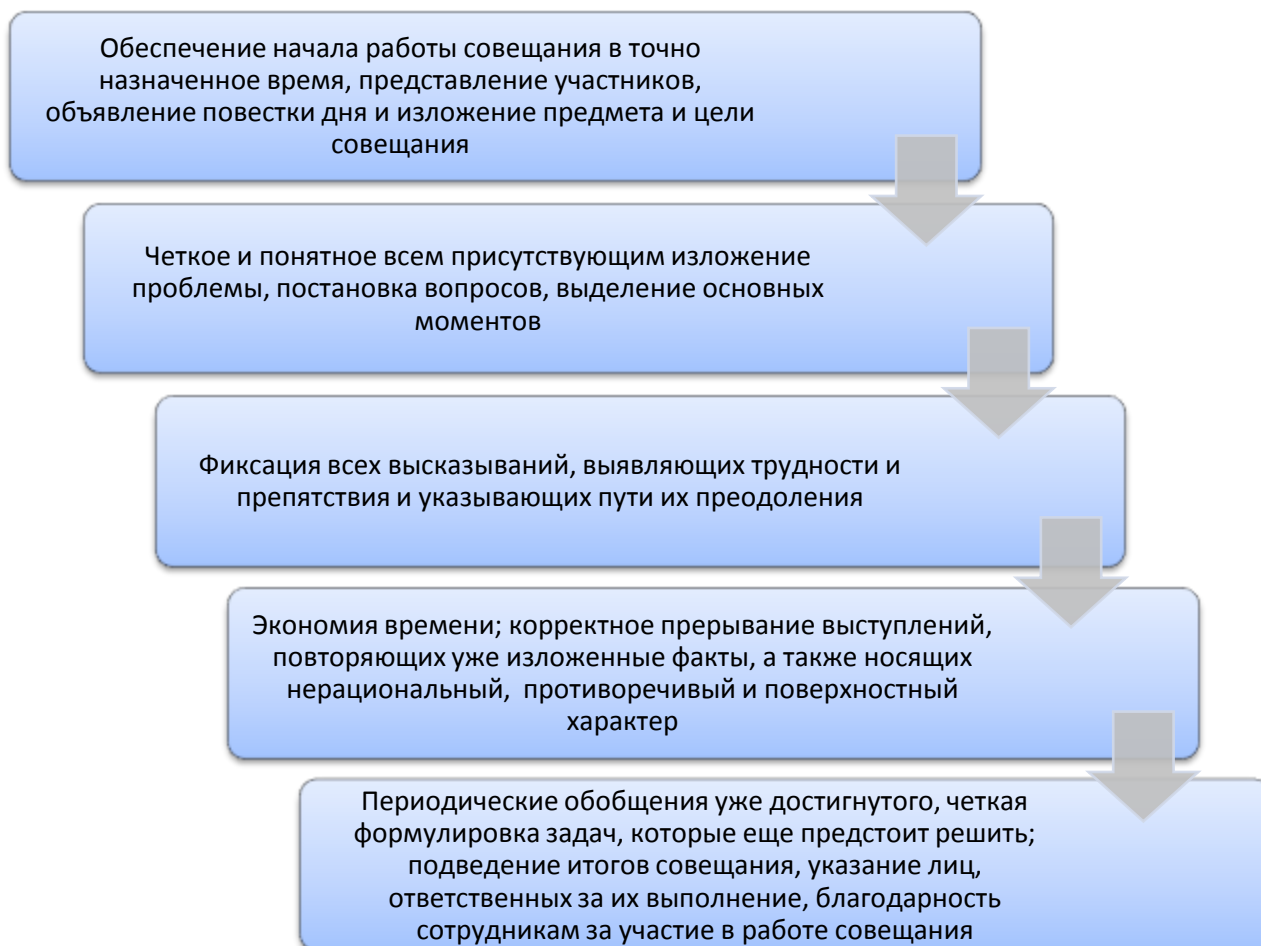 Обеспечение начала работы совещания в точно
назначенное время, представление участников,
объявление повестки дня и изложение предмета и цели
совещания
Четкое и понятное всем присутствующим изложение
проблемы, постановка вопросов, выделение основных
моментов
Фиксация всех высказываний, выявляющих трудности и
препятствия и указывающих пути их преодоления
Экономия времени; корректное прерывание выступлений,
повторяющих уже изложенные факты, а также носящих
нерациональный,  противоречивый и поверхностный
характер
Периодические обобщения уже достигнутого, четкая
формулировка задач, которые еще предстоит решить;
подведение итогов совещания, указание лиц,
ответственных за их выполнение, благодарность
сотрудникам за участие в работе совещания